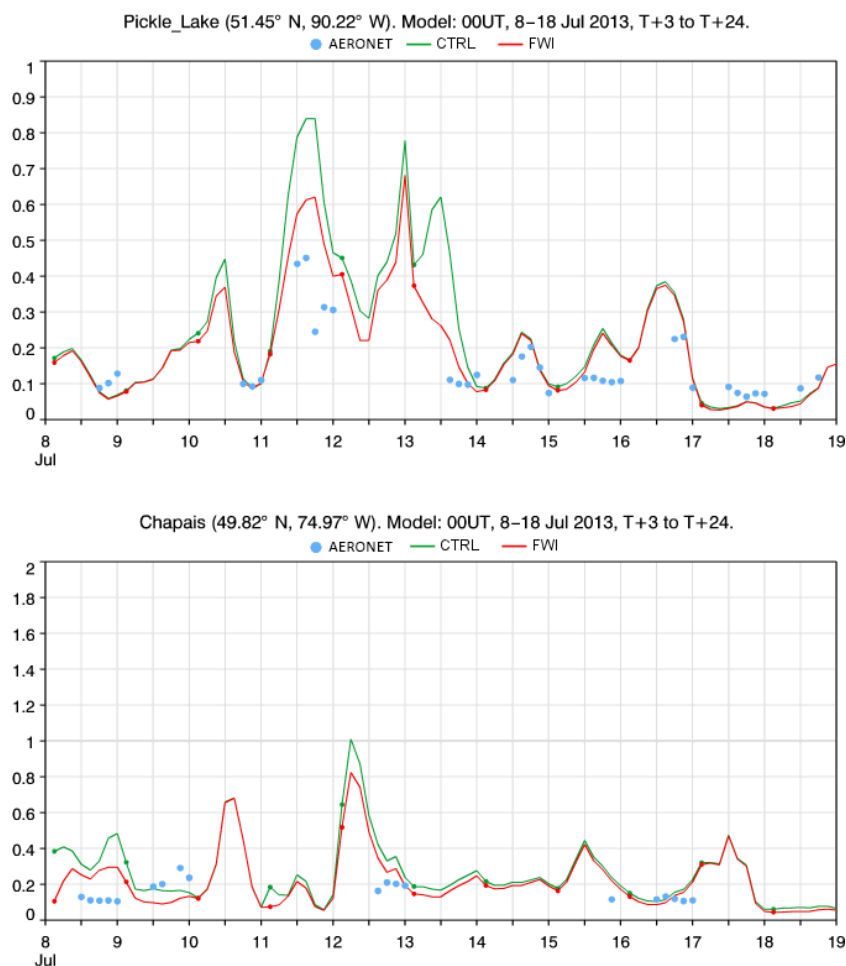 Pickle_Lake (51.45° N, 90.22° W). Model: 00UT, 8−18 Jul 2013, T+3 to T+24.
AERONET CTRL FWI
1
0.9
0.8
0.7
0.6
0.5
0.4
0.3
0.2
0.1
0
8 9 10 11 12 13 14 15 16 17 18 19
Jul
Chapais (49.82° N, 74.97° W). Model: 00UT, 8−18 Jul 2013, T+3 to T+24.
AERONET CTRL FWI
2
1.8
1.6
1.4
1.2
1
0.8
0.6
0.4
0.2
0
8 9 10 11 12 13 14 15 16 17 18 19
Jul